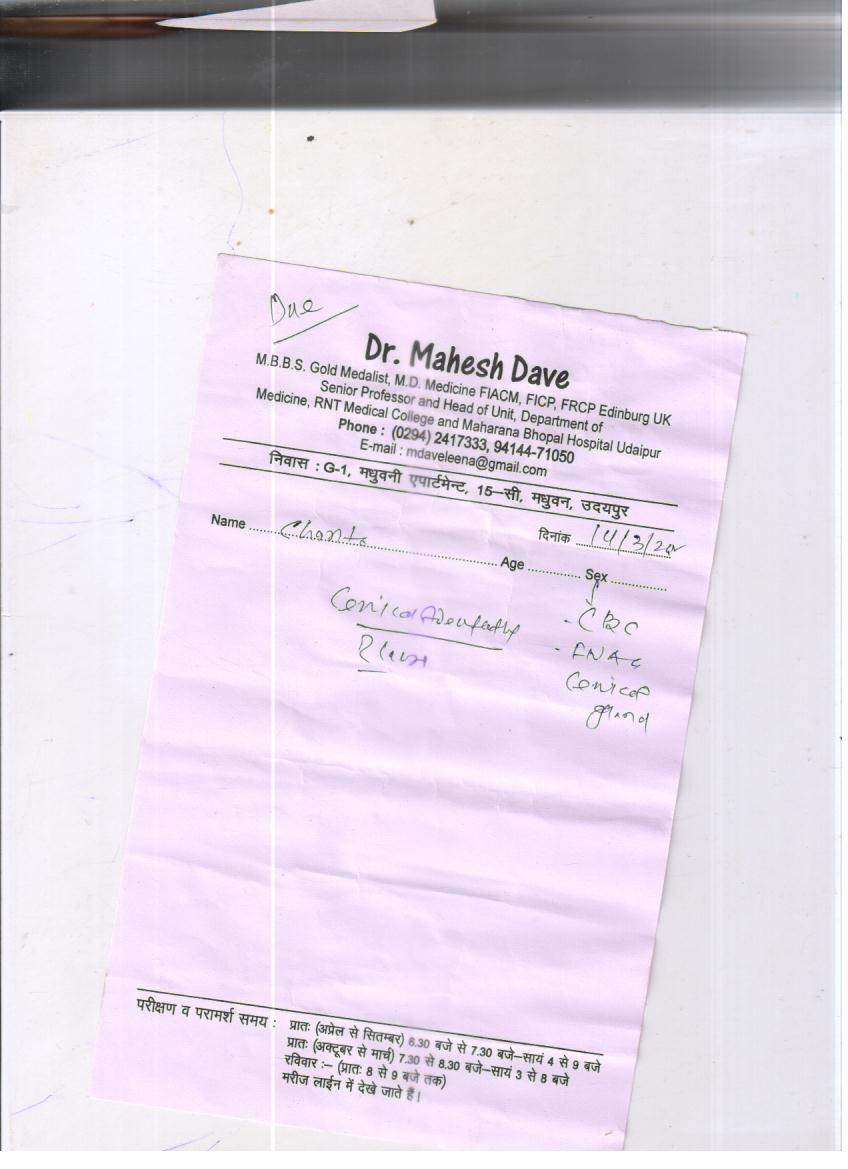 Due
Dr. Mahesh Dave
M.B.B.S. Gold Medalist, M.D. Medicine FIACM, FICP, FRCP Edinburg UK
Senior Professor and Head of Unit, Department of
Medicine, RNT Medical College and Maharana Bhopal Hospital Udaipur
Phone : (0294) 2417333, 94144-71050
E-mail : mdaveleena@gmail.com
निवास : G-1, मधुवनी एपार्टमेन्ट, 15–सी, मधुवन, उदयपुर
दिनांक
Name
Age ............ Sex ..............
Cervical Adenopathy
- CBC
- FNAC
Cervical
gland
परीक्षण व परामर्श समय : प्रातः (अप्रेल से सितम्बर) 6.30 बजे से 7.30 बजे–सायं 4 से 9 बजे
प्रातः (अक्टूबर से मार्च) 7.30 से 8.30 बजे–सायं 3 से 8 बजे
रविवार :– (प्रातः 8 से 9 बजे तक)
मरीज लाईन में देखे जाते हैं।